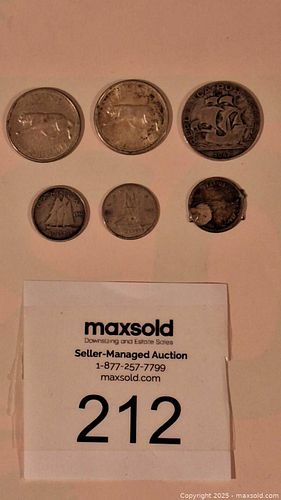 maxsold
Downsizing and Estate Sales
Seller-Managed Auction
1-877-257-7799
maxsold.com
212
Copyright © 2025 - maxsold.com